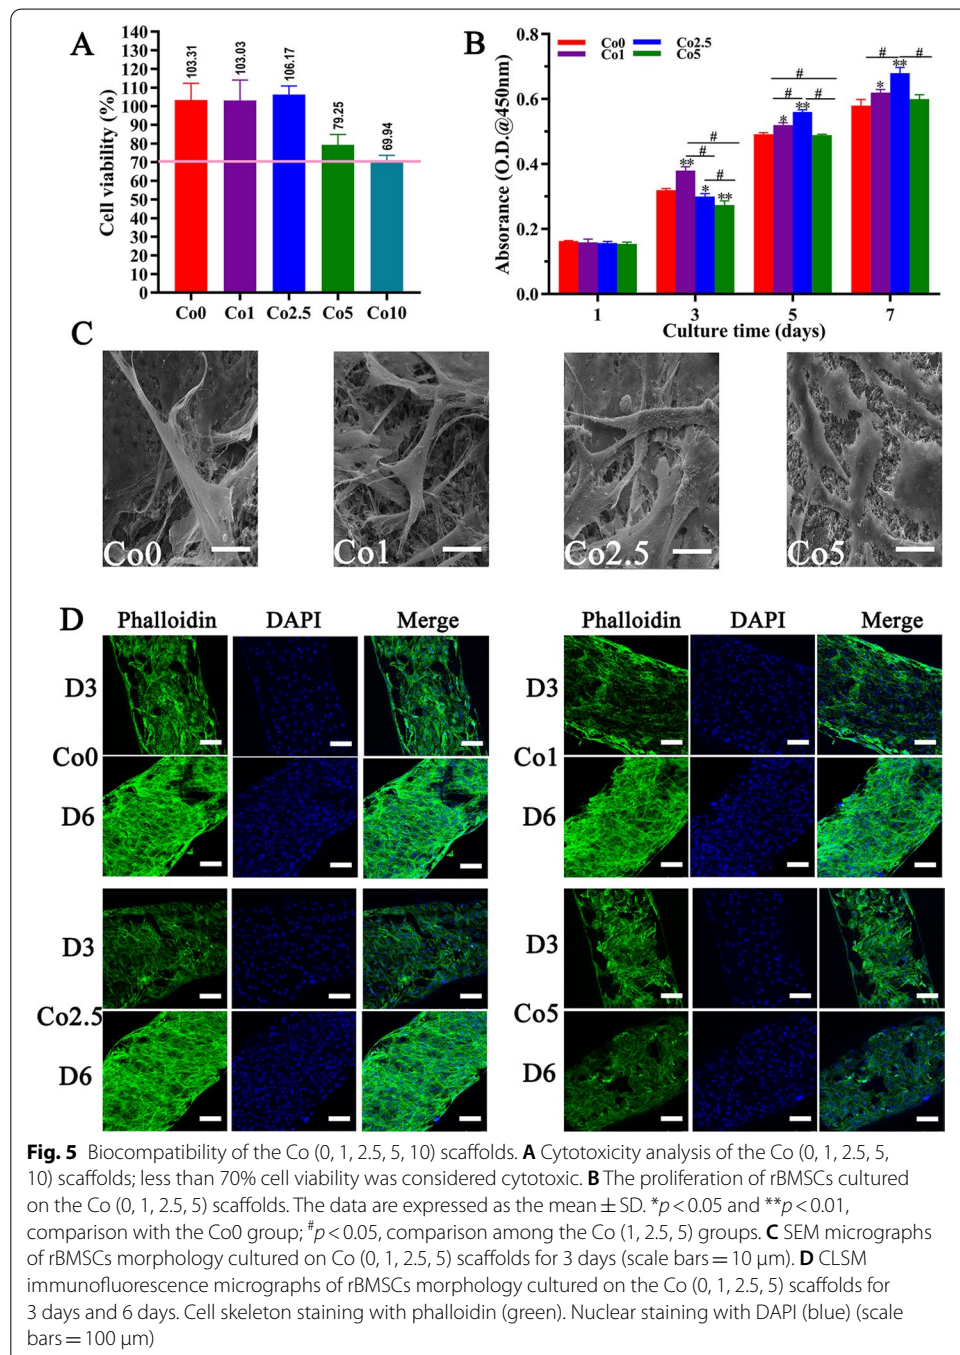 A
Cell viability (%)
140
130
120
110
100
90
80
70
60
50
40
30
20
10
0
103.31
103.03
106.17
79.25
69.94
Co0 Co1 Co2.5 Co5 Co10
B
Absorance (O.D.@450nm)
0.8
0.6
0.4
0.2
0.0
Co0 Co2.5
Co1 Co5
# #
* **
#
# #
* **
#
#
#
** * **
1 3 5 7
Culture time (days)
C
Co0 Co1 Co2.5 Co5
D
Phalloidin DAPI Merge Phalloidin DAPI Merge
D3 D3
Co0 Co1
D6 D6
D3 D3
Co2.5 Co5
D6 D6
Fig. 5 Biocompatibility of the Co (0, 1, 2.5, 5, 10) scaffolds. A Cytotoxicity analysis of the Co (0, 1, 2.5, 5,
10) scaffolds; less than 70% cell viability was considered cytotoxic. B The proliferation of rBMSCs cultured
on the Co (0, 1, 2.5, 5) scaffolds. The data are expressed as the mean ± SD. *p < 0.05 and **p < 0.01,
comparison with the Co0 group; #p < 0.05, comparison among the Co (1, 2.5, 5) groups. C SEM micrographs
of rBMSCs morphology cultured on Co (0, 1, 2.5, 5) scaffolds for 3 days (scale bars = 10 μm). D CLSM
immunofluorescence micrographs of rBMSCs morphology cultured on the Co (0, 1, 2.5, 5) scaffolds for
3 days and 6 days. Cell skeleton staining with phalloidin (green). Nuclear staining with DAPI (blue) (scale
bars = 100 μm)